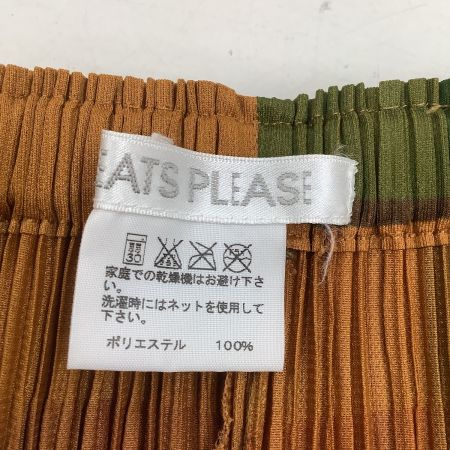 EATS PLEASE
30
家庭での乾燥機はお避け下さ
い。
洗濯時にはネットを使用して
下さい。
ポリエステル 100%